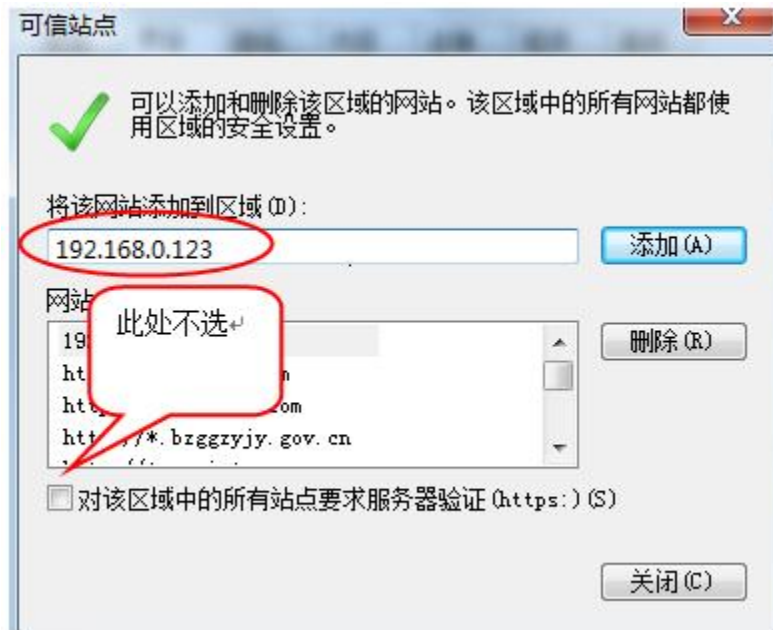 可信站点
可以添加和删除该区域的网站。该区域中的所有网站都使
用区域的安全设置。
将该网站添加到区域(D):
192.168.0.123
添加(A)
网站
此处不选
删除(R)
.bzggzyjy.gov.cn
对该区域中的所有站点要求服务器验证(https:)(S)
关闭(C)